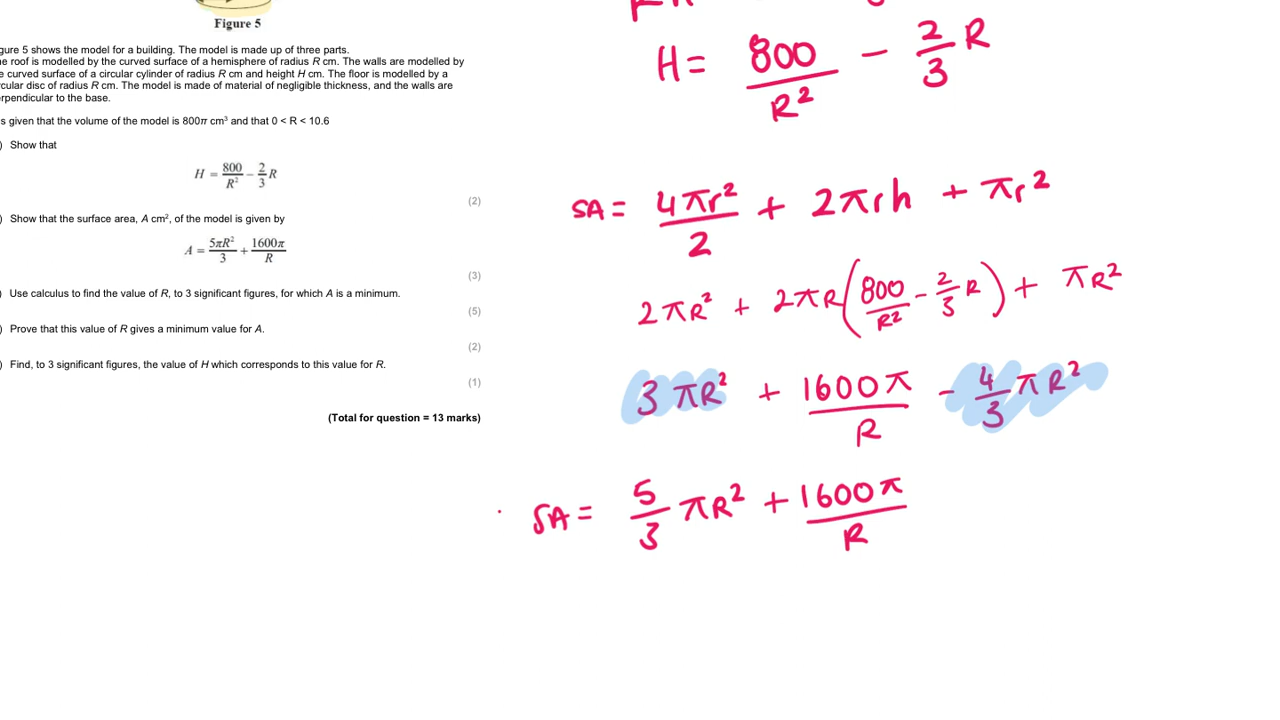 Figure 5
gure 5 shows the model for a building. The model is made up of three parts.
e roof is modelled by the curved surface of a hemisphere of radius R cm. The walls are modelled by
e curved surface of a circular cylinder of radius R cm and height H cm. The floor is modelled by a
rcular disc of radius R cm. The model is made of material of negligible thickness, and the walls are
rpendicular to the base.
s given that the volume of the model is 800π cm³ and that 0 < R < 10.6
) Show that
H = 800/R² - 2/3 R
(2)
) Show that the surface area, A cm², of the model is given by
A = 5πR²/3 + 1600π/R
(3)
) Use calculus to find the value of R, to 3 significant figures, for which A is a minimum.
(5)
) Prove that this value of R gives a minimum value for A.
(2)
) Find, to 3 significant figures, the value of H which corresponds to this value for R.
(1)
(Total for question = 13 marks)
H = 800/R² - 2/3 R
SA = 4πr²/2 + 2πrh + πr²
2πR² + 2πR(800/R² - 2/3 R) + πR²
3πR² + 1600π/R - 4/3 πR²
SA = 5/3 πR² + 1600π/R